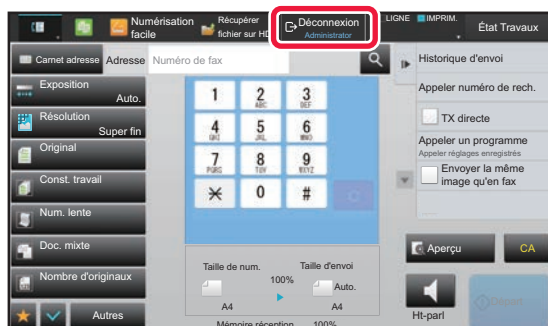 Numérisation
facile
Récupérer
fichier sur HD
Déconnexion
Administrator
LIGNE
IMPRIM.
État Travaux
Carnet adresse
Adresse
Numéro de fax
Exposition
Auto.
Résolution
Super fin
Original
Const. travail
Num. lente
Doc. mixte
Nombre d'originaux
Autres
1
2
ABC
3
DEF
4
GHI
5
JKL
6
MNO
7
PQRS
8
TUV
9
WXYZ
0
#
Taille de num.
100%
Taille d'envoi
A4
Auto.
A4
Mémoire réception
100%
Historique d'envoi
Appeler numéro de rech.
TX directe
Appeler un programme
Appeler réglages enregistrés
Envoyer la même
image qu'en fax
Aperçu
CA
Ht-parl
Départ